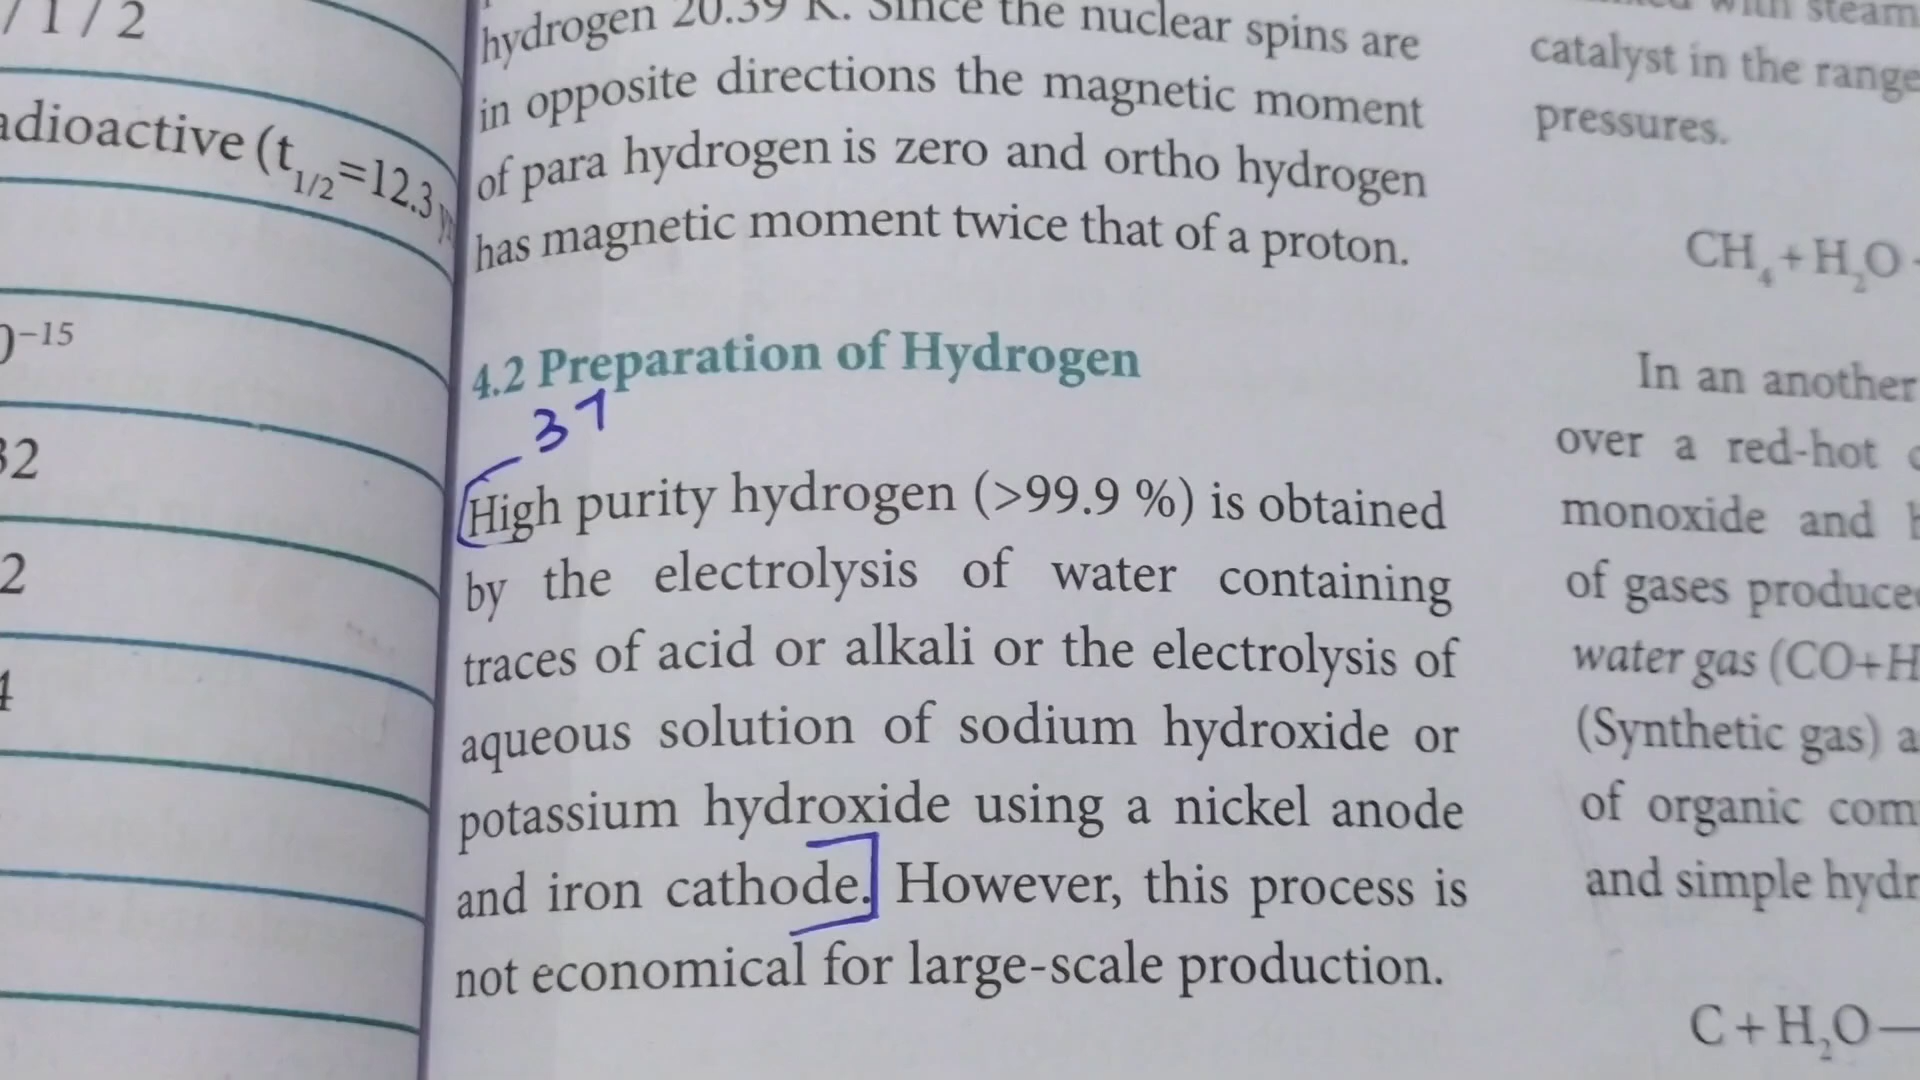 / 1 / 2
adioactive (t1/2=12.3
0−15
32
2
4
hydrogen 20.39 K. Since the nuclear spins are
in opposite directions the magnetic moment
of para hydrogen is zero and ortho hydrogen
has magnetic moment twice that of a proton.
4.2 Preparation of Hydrogen
37
High purity hydrogen (>99.9 %) is obtained
by the electrolysis of water containing
traces of acid or alkali or the electrolysis of
aqueous solution of sodium hydroxide or
potassium hydroxide using a nickel anode
and iron cathode. However, this process is
not economical for large-scale production.
with steam
catalyst in the range
pressures.
CH4 + H2O
In an another
over a red-hot
monoxide and
of gases produce
water gas (CO+H
(Synthetic gas) a
of organic com
and simple hydr
C + H2O